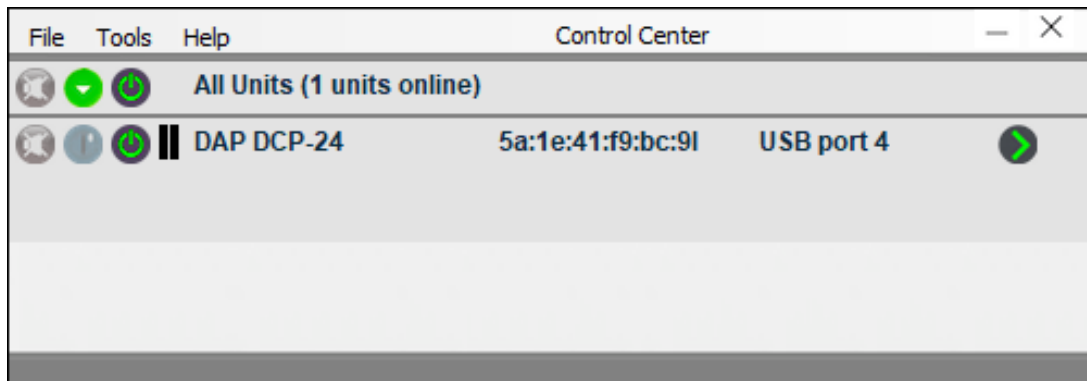 File Tools Help Control Center
All Units (1 units online)
DAP DCP-24 5a:1e:41:f9:bc:9l USB port 4